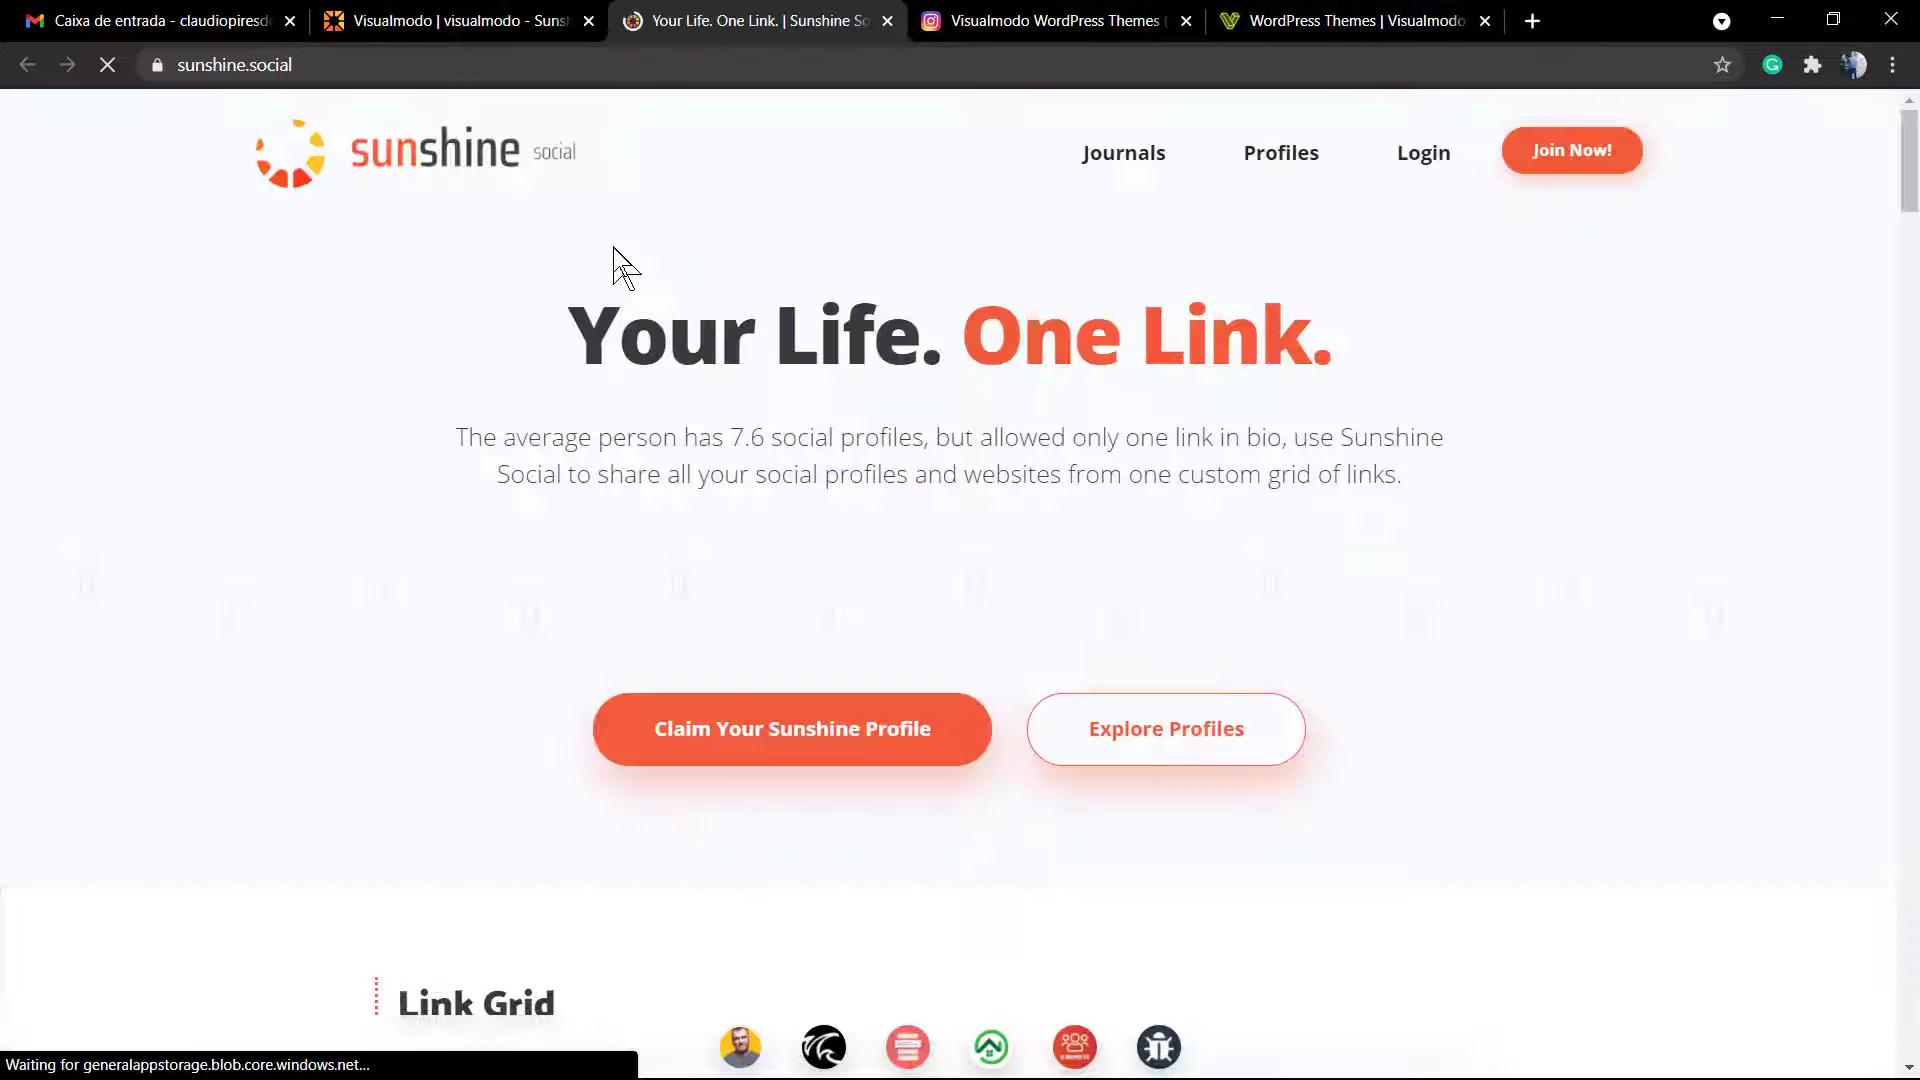 Caixa de entrada - claudiopiresd
Visualmodo | visualmodo - Suns
Your Life. One Link. | Sunshine So
Visualmodo WordPress Themes (
WordPress Themes | Visualmodo
sunshine.social
sunshine social
Journals
Profiles
Login
Join Now!
Your Life. One Link.
The average person has 7.6 social profiles, but allowed only one link in bio, use Sunshine
Social to share all your social profiles and websites from one custom grid of links.
Claim Your Sunshine Profile
Explore Profiles
Link Grid
Waiting for generalappstorage.blob.core.windows.net...